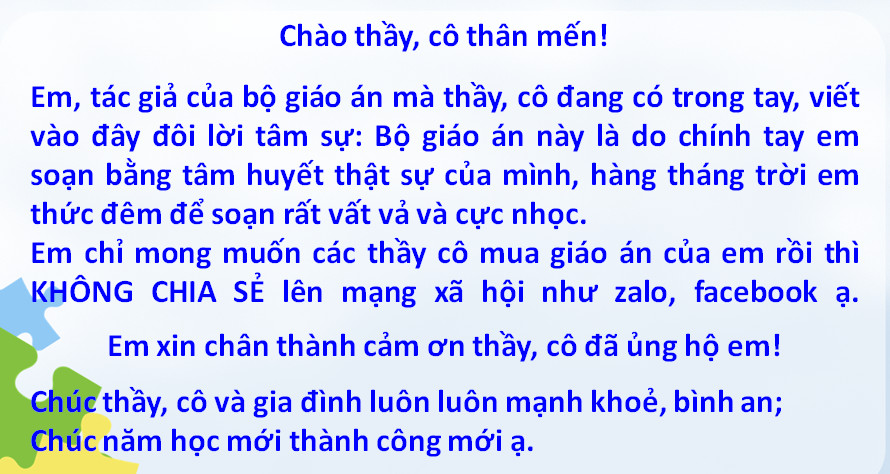 Chào thầy, cô thân mến!
Em, tác giả của bộ giáo án mà thầy, cô đang có trong tay, viết
vào đây đôi lời tâm sự: Bộ giáo án này là do chính tay em
soạn bằng tâm huyết thật sự của mình, hàng tháng trời em
thức đêm để soạn rất vất vả và cực nhọc.
Em chỉ mong muốn các thầy cô mua giáo án của em rồi thì
KHÔNG CHIA SẺ lên mạng xã hội như zalo, facebook ạ.
Em xin chân thành cảm ơn thầy, cô đã ủng hộ em!
Chúc thầy, cô và gia đình luôn luôn mạnh khoẻ, bình an;
Chúc năm học mới thành công mới ạ.